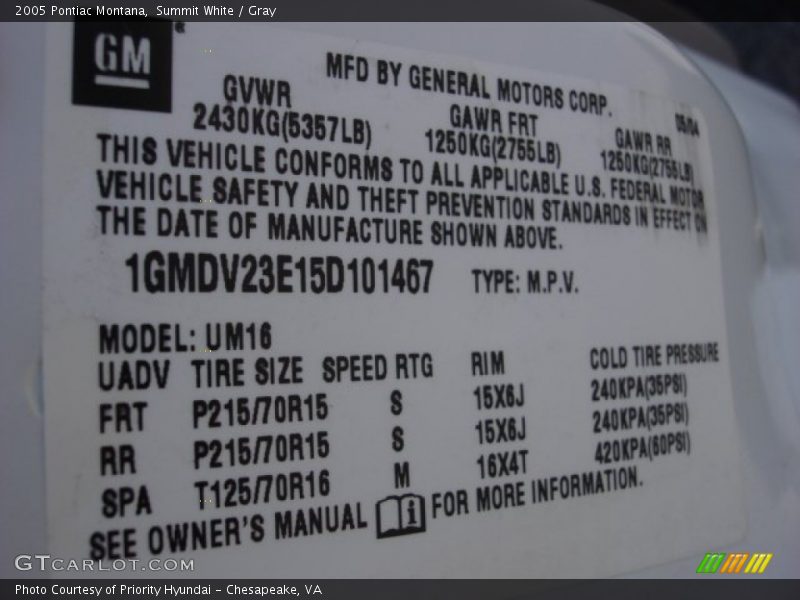 2005 Pontiac Montana, Summit White / Gray
GM
MFD BY GENERAL MOTORS CORP. 05/04
GVWR GAWR FRT GAWR RR
2430KG(5357LB) 1250KG(2755LB) 1250KG(2755LB)
THIS VEHICLE CONFORMS TO ALL APPLICABLE U.S. FEDERAL MOTOR
VEHICLE SAFETY AND THEFT PREVENTION STANDARDS IN EFFECT ON
THE DATE OF MANUFACTURE SHOWN ABOVE.
1GMDV23E15D101467 TYPE: M.P.V.
MODEL: UM16
UADV TIRE SIZE SPEED RTG RIM COLD TIRE PRESSURE
FRT P215/70R15 S 15X6J 240KPA(35PSI)
RR P215/70R15 S 15X6J 240KPA(35PSI)
SPA T125/70R16 M 16X4T 420KPA(60PSI)
SEE OWNER'S MANUAL FOR MORE INFORMATION.
GTCARLOT.COM
Photo Courtesy of Priority Hyundai - Chesapeake, VA